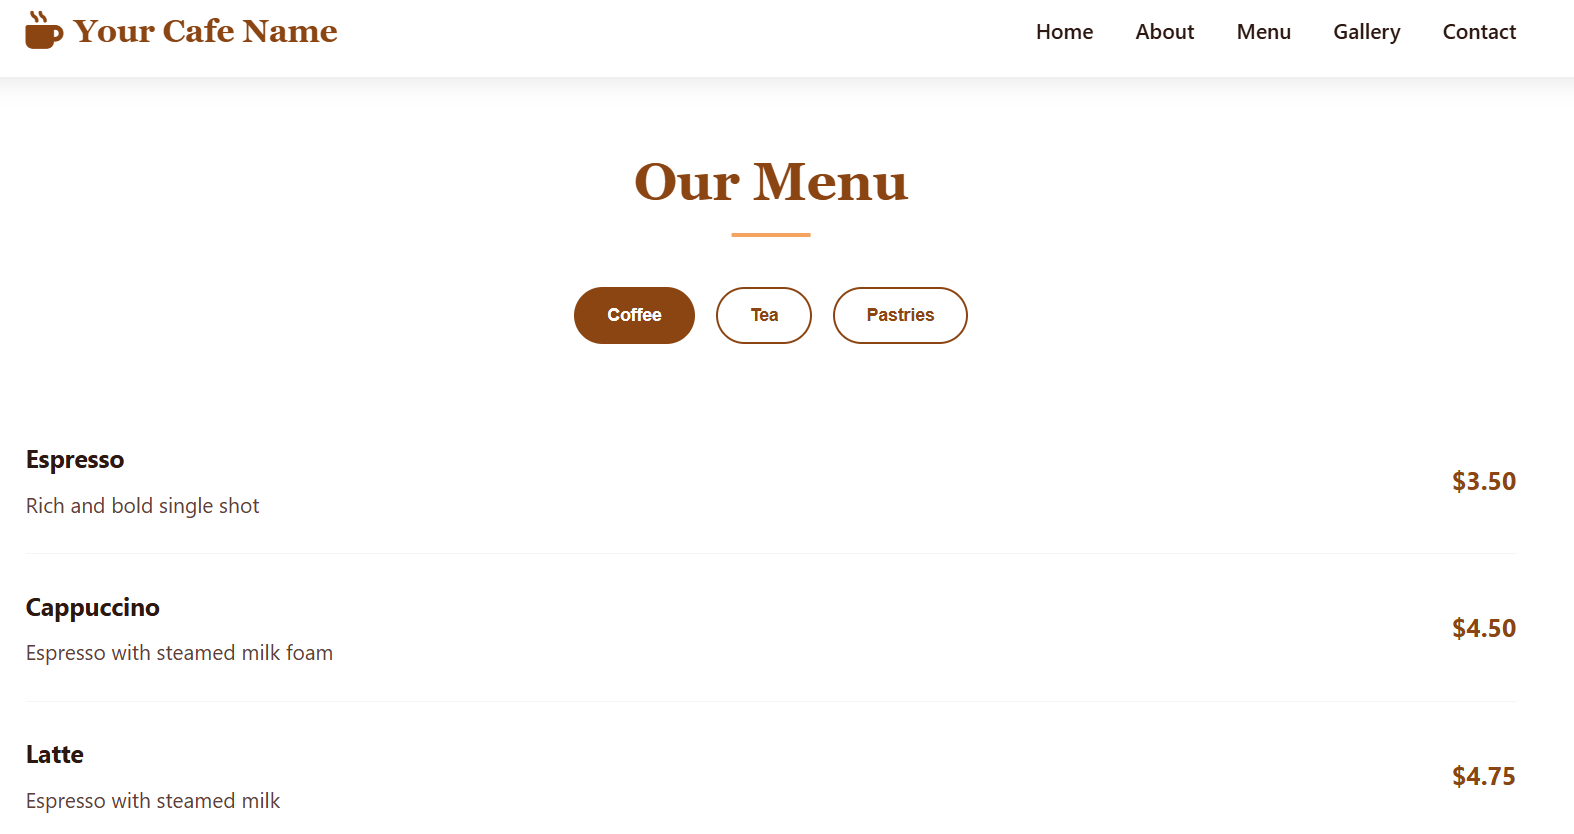 Your Cafe Name
Home About Menu Gallery Contact
Our Menu
Coffee Tea Pastries
Espresso
Rich and bold single shot
$3.50
Cappuccino
Espresso with steamed milk foam
$4.50
Latte
Espresso with steamed milk
$4.75